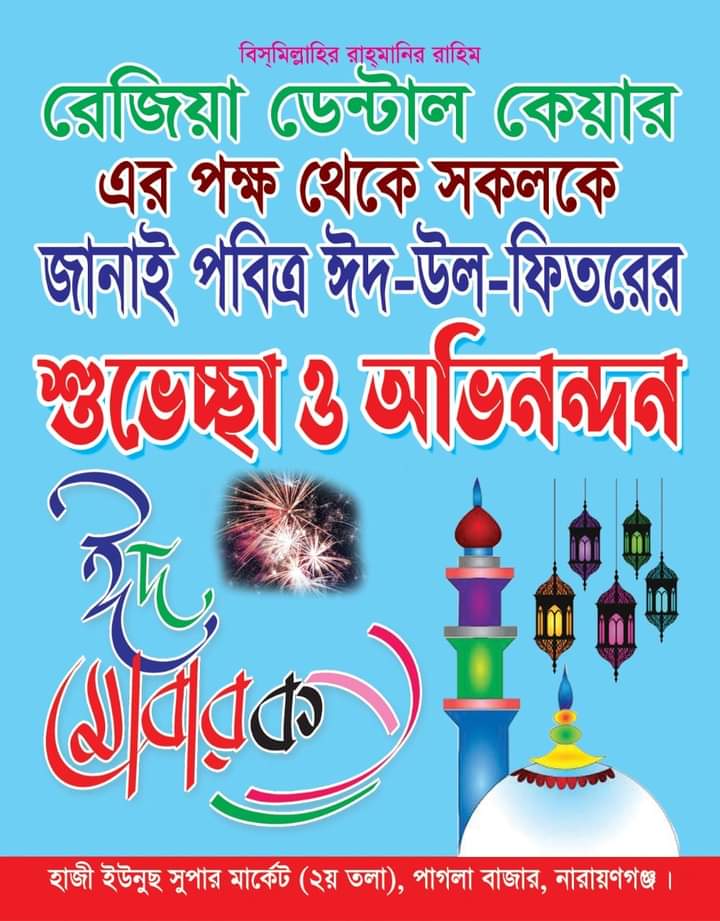 বিস্‌মিল্লাহির রাহ্‌মানির রাহিম
রেজিয়া ডেন্টাল কেয়ার
এর পক্ষ থেকে সকলকে
জানাই পবিত্র ঈদ-উল-ফিতরের
শুভেচ্ছা ও অভিনন্দন
ঈদ
মোবারক
হাজী ইউনুছ সুপার মার্কেট (২য় তলা), পাগলা বাজার, নারায়ণগঞ্জ ।